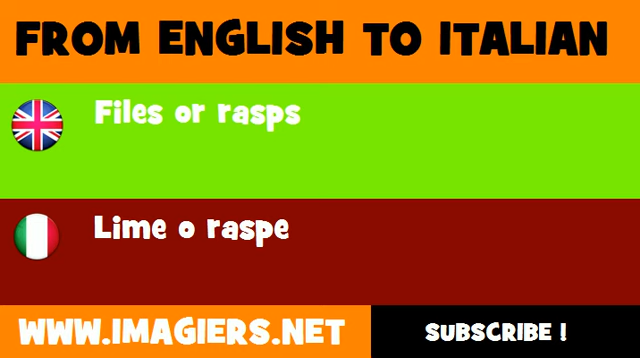 FROM ENGLISH TO ITALIAN
Files or rasps
Lime o raspe
WWW.IMAGIERS.NET
SUBSCRIBE !